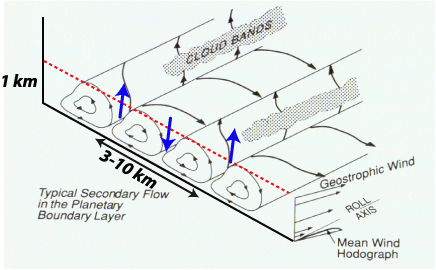 CLOUD BANDS
1 km
3-10 km
Typical Secondary Flow
in the Planetary
Boundary Layer
Geostrophic Wind
ROLL
AXIS
Mean Wind
Hodograph